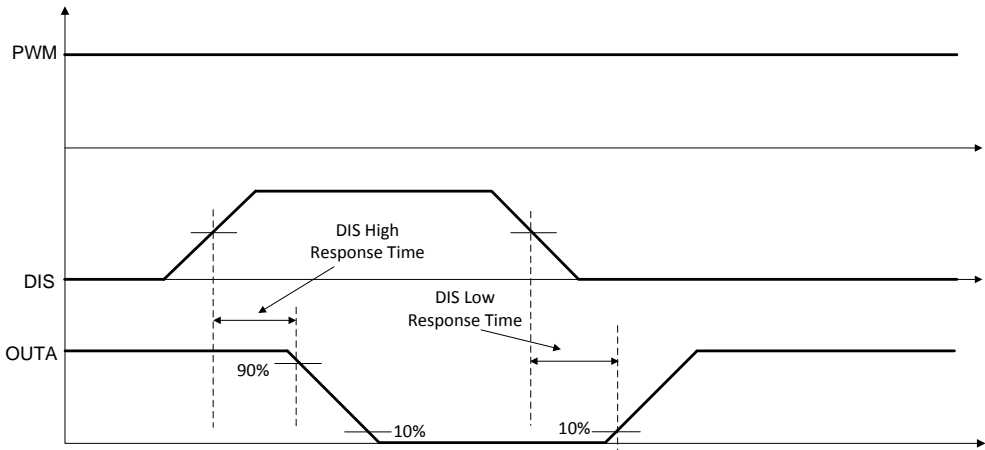 PWM
DIS High
Response Time
DIS
DIS Low
Response Time
OUTA
90%
10%
10%